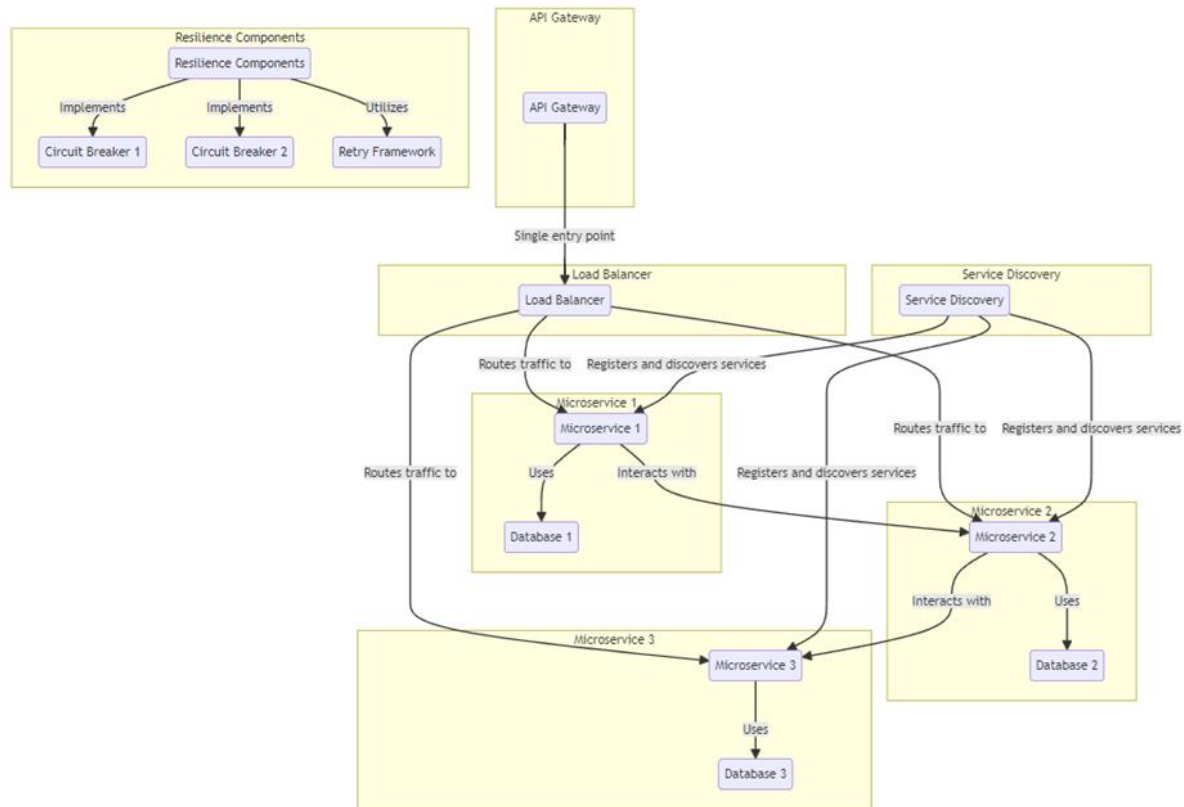 API Gateway
Resilience Components
Resilience Components
Implements
Implements
Utilizes
API Gateway
Circuit Breaker 1
Circuit Breaker 2
Retry Framework
Single entry point
Load Balancer
Service Discovery
Load Balancer
Service Discovery
Routes traffic to
Registers and discovers services
Microservice 1
Microservice 1
Routes traffic to
Registers and discovers services
Routes traffic to
Uses
Interacts with
Registers and discovers services
Microservice 2
Database 1
Microservice 2
Interacts with
Uses
Microservice 3
Microservice 3
Database 2
Uses
Database 3